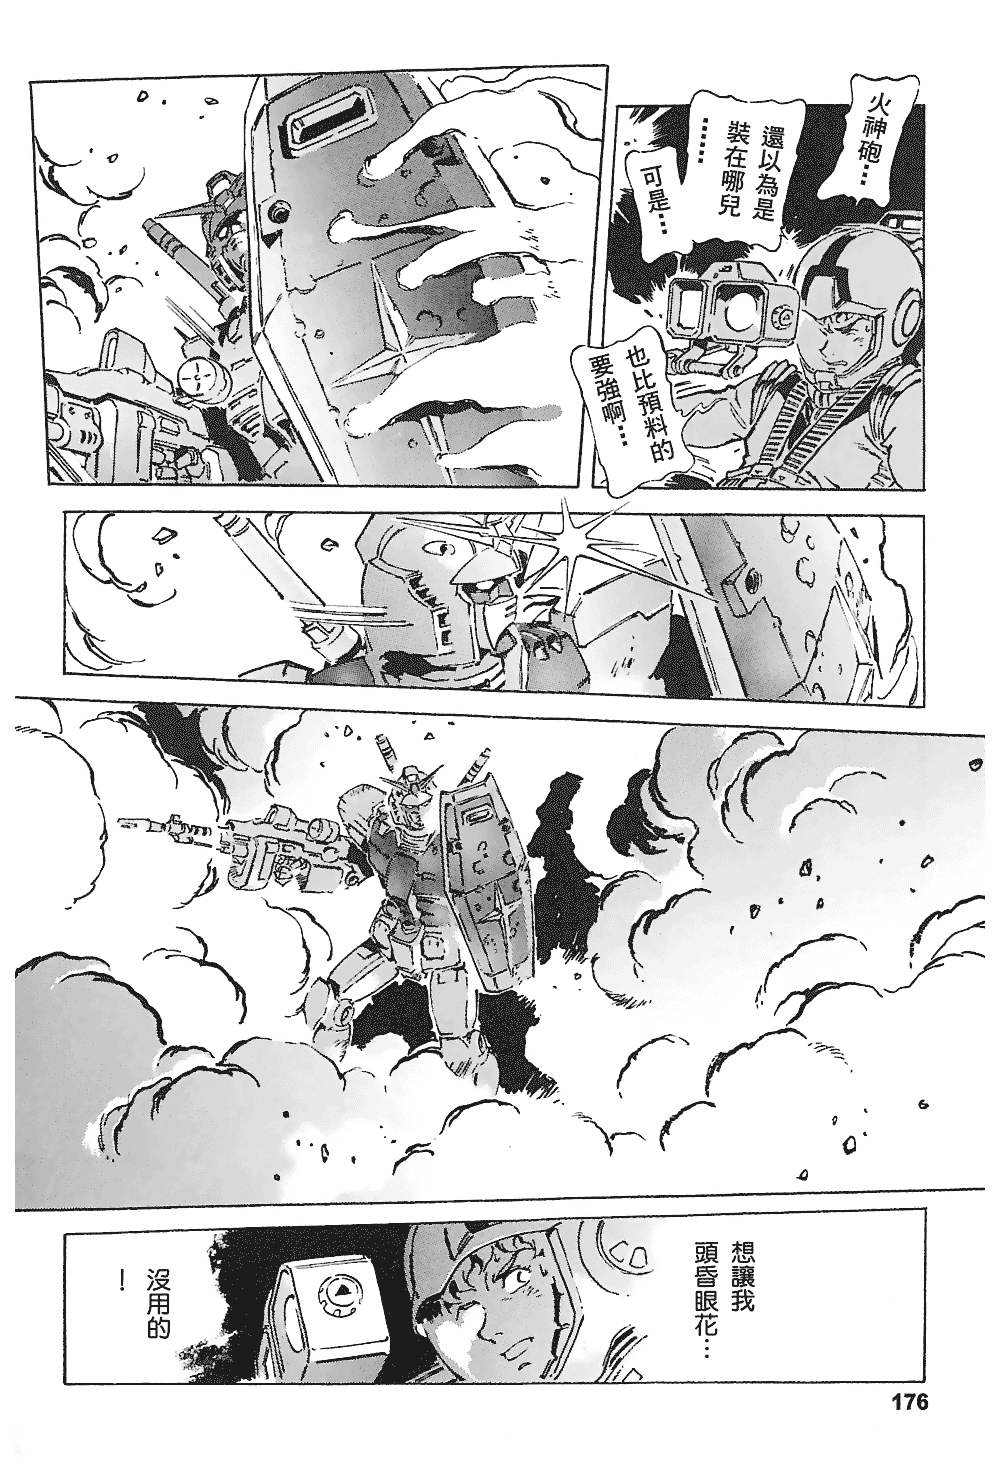 火神砲…
還以為是
裝在哪兒
……
可是…
也比預料的
要強啊…
想讓我
頭昏眼花…
沒用的
！
176